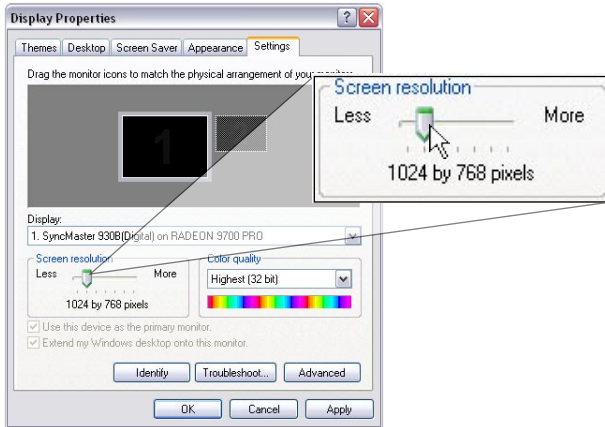 Display Properties
Themes Desktop Screen Saver Appearance Settings
Drag the monitor icons to match the physical arrangement of your monitors.
1
Display:
1. SyncMaster 930B(Digital) on RADEON 9700 PRO
Screen resolution
Less More
1024 by 768 pixels
Color quality
Highest (32 bit)
Use this device as the primary monitor.
Extend my Windows desktop onto this monitor.
Identify Troubleshoot... Advanced
OK Cancel Apply
Screen resolution
Less More
1024 by 768 pixels